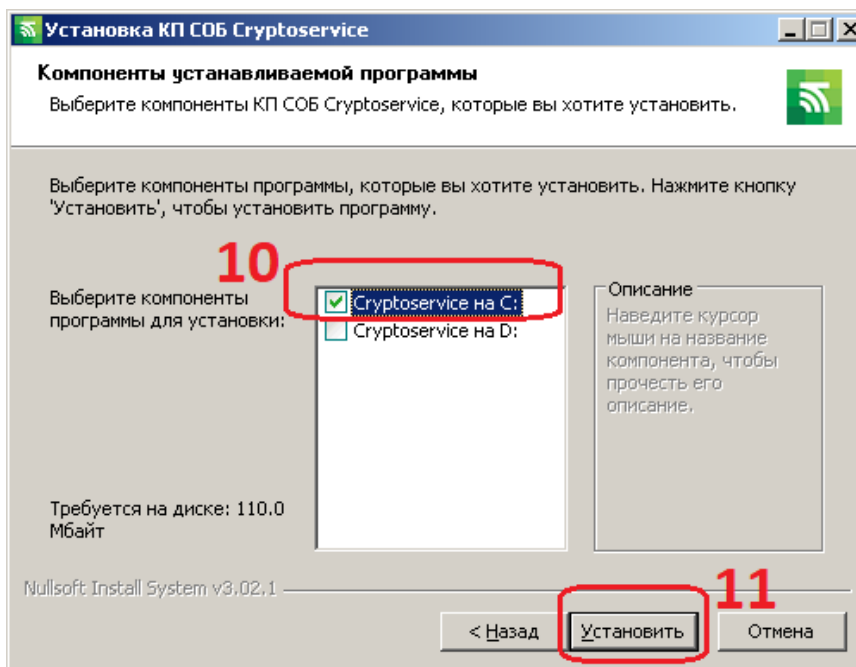 Установка КП СОБ Cryptoservice
Компоненты устанавливаемой программы
Выберите компоненты КП СОБ Cryptoservice, которые вы хотите установить.
Выберите компоненты программы, которые вы хотите установить. Нажмите кнопку
'Установить', чтобы установить программу.
10
Выберите компоненты
программы для установки:
Cryptoservice на C:
Cryptoservice на D:
Описание
Наведите курсор
мыши на название
компонента, чтобы
прочесть его
описание.
Требуется на диске: 110.0
Мбайт
Nullsoft Install System v3.02.1
11
< Назад
Установить
Отмена